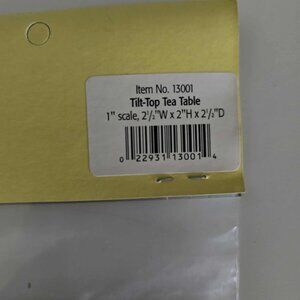 Item No. 13001
Tilt-Top Tea Table
1" scale, 2½"W x 2"H x 2½"D
0 22931 13001 4